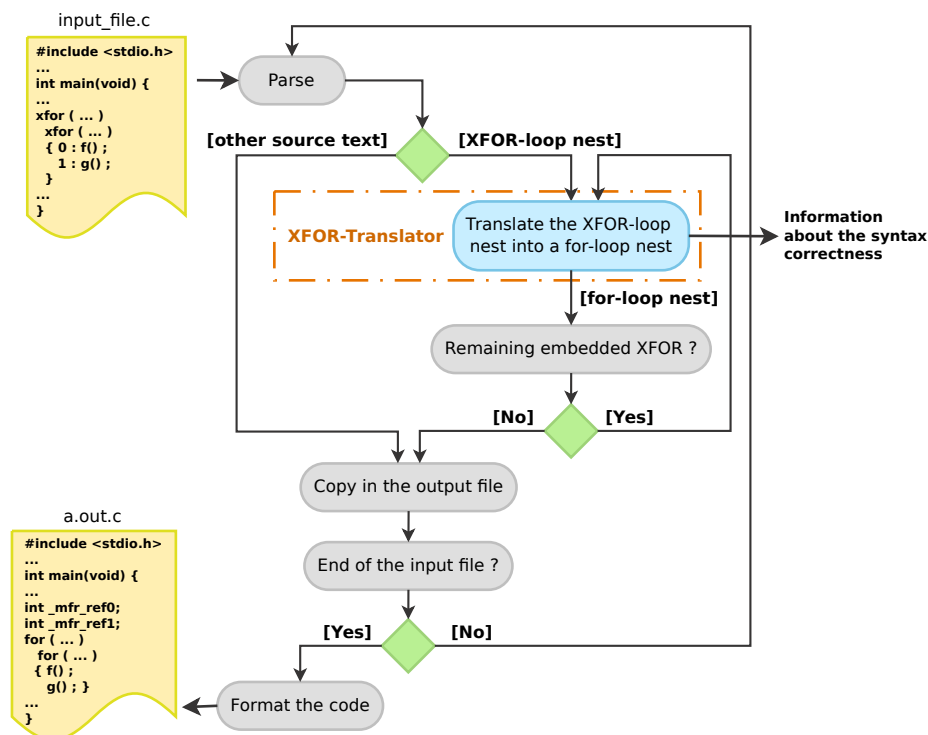 input_file.c
#include <stdio.h>
...
int main(void) {
...
xfor ( ... )
xfor ( ... )
{ 0 : f() ;
1 : g() ;
}
...
}
Parse
[other source text]
[XFOR-loop nest]
XFOR-Translator
Translate the XFOR-loop
nest into a for-loop nest
Information
about the syntax
correctness
[for-loop nest]
Remaining embedded XFOR ?
[No]
[Yes]
Copy in the output file
End of the input file ?
[Yes]
[No]
Format the code
a.out.c
#include <stdio.h>
...
int main(void) {
...
int _mfr_ref0;
int _mfr_ref1;
for ( ... )
for ( ... )
{ f() ;
g() ; }
...
}